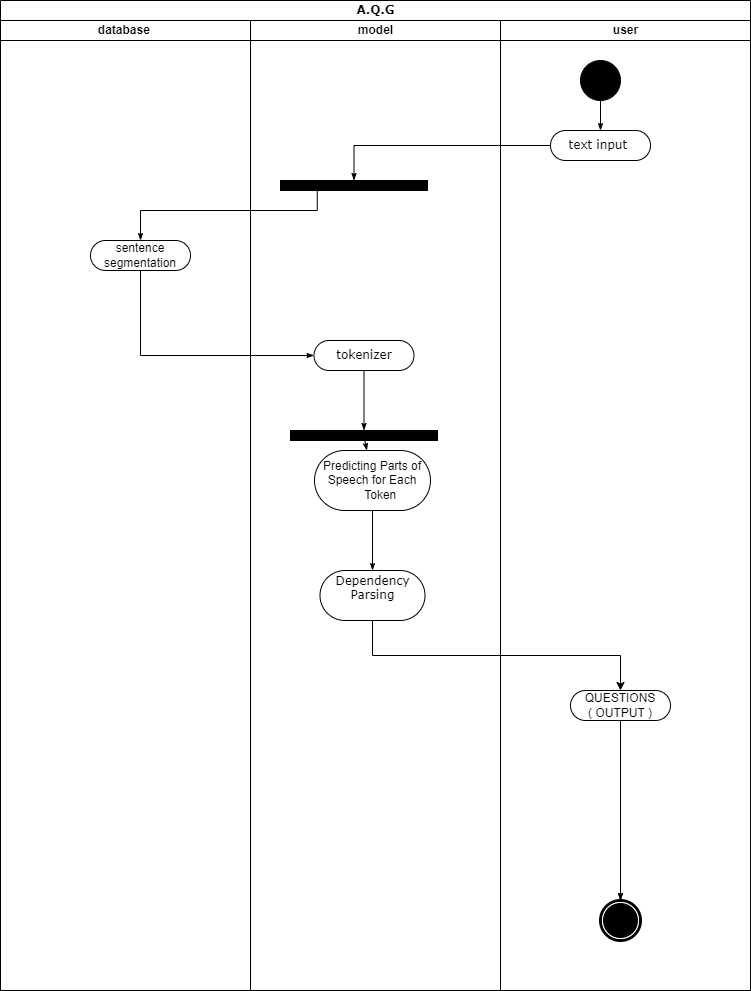 A.Q.G
database
model
user
text input
sentence
segmentation
tokenizer
Predicting Parts of
Speech for Each
Token
Dependency
Parsing
QUESTIONS
( OUTPUT )